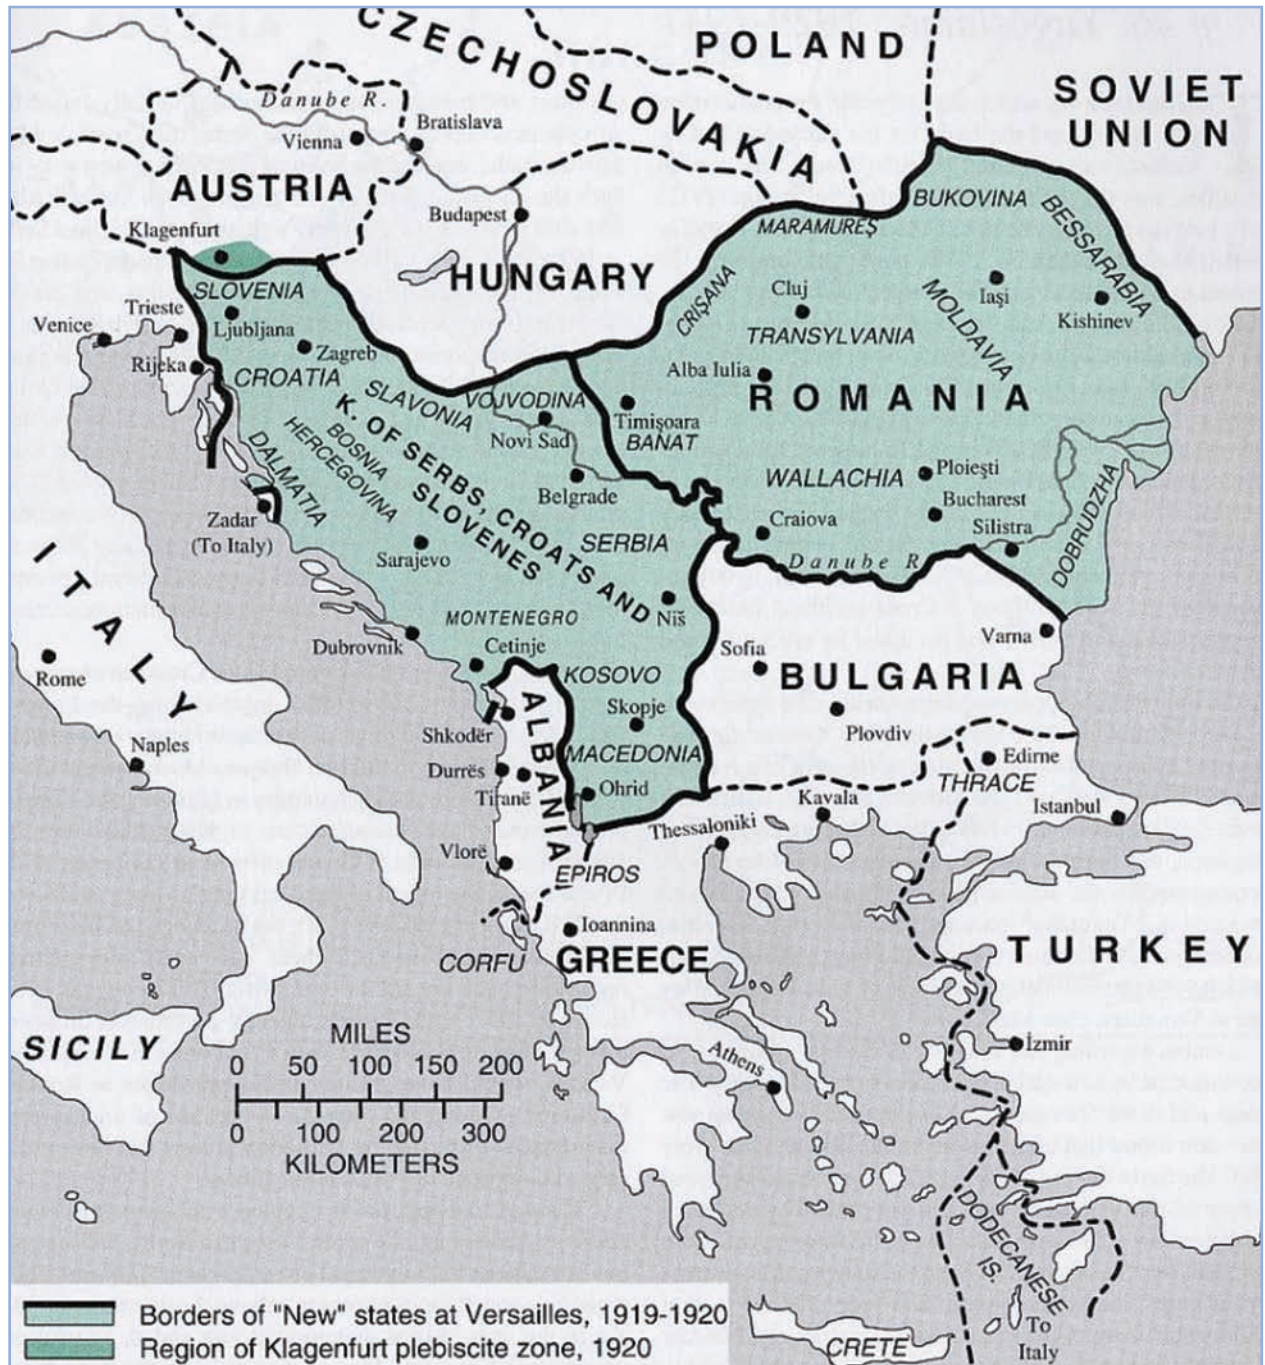 CZECHOSLOVAKIA
POLAND
SOVIET
UNION
Danube R.
Bratislava
Vienna
AUSTRIA
Budapest
Klagenfurt
HUNGARY
BUKOVINA
MARAMUREȘ
BESSARABIA
CRIȘANA
Cluj
MOLDAVIA
Iași
Kishinev
TRANSYLVANIA
Alba Iulia
ROMANIA
SLOVENIA
Ljubljana
Trieste
Venice
Rijeka
Zagreb
CROATIA
SLAVONIA
VOJVODINA
Novi Sad
Timișoara
BANAT
K. OF SERBS, CROATS AND
SLOVENES
BOSNIA
HERCEGOVINA
DALMATIA
Belgrade
WALLACHIA
Ploiești
Bucharest
Silistra
Craiova
Danube R
DOBRUDZHA
Zadar
(To Italy)
Sarajevo
SERBIA
MONTENEGRO
Niš
Dubrovnik
Cetinje
KOSOVO
Sofia
Varna
BULGARIA
ITALY
Rome
Naples
Skopje
Shkodër
ALBANIA
MACEDONIA
Plovdiv
Edirne
THRACE
Durrës
Tiranë
Ohrid
Kavala
Istanbul
Thessaloniki
Vlorë
EPIROS
Ioannina
CORFU
GREECE
TURKEY
SICILY
MILES
0 50 100 150 200
0 100 200 300
KILOMETERS
Athens
İzmir
DODECANESE
IS.
To
Italy
CRETE
Borders of "New" states at Versailles, 1919-1920
Region of Klagenfurt plebiscite zone, 1920